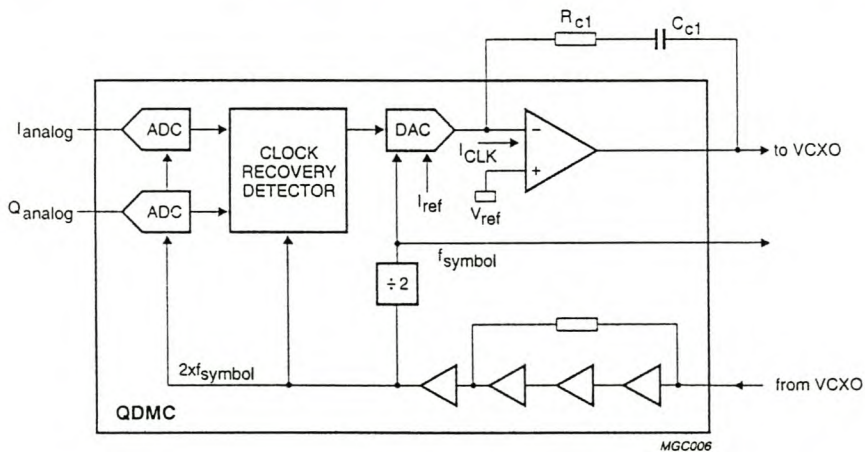 Rc1
Cc1
Ianalog
ADC
CLOCK
RECOVERY
DETECTOR
DAC
ICLK
−
+
to VCXO
Qanalog
ADC
Iref
Vref
fsymbol
÷2
2xfsymbol
from VCXO
QDMC
MGC006